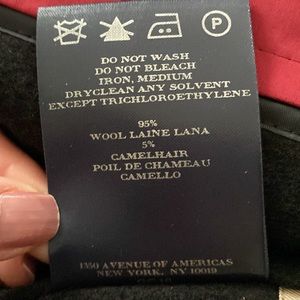 P
DO NOT WASH
DO NOT BLEACH
IRON, MEDIUM
DRYCLEAN ANY SOLVENT
EXCEPT TRICHLOROETHYLENE
95%
WOOL LAINE LANA
5%
CAMELHAIR
POIL DE CHAMEAU
CAMELLO
1350 AVENUE OF AMERICAS
NEW YORK, NY 10019